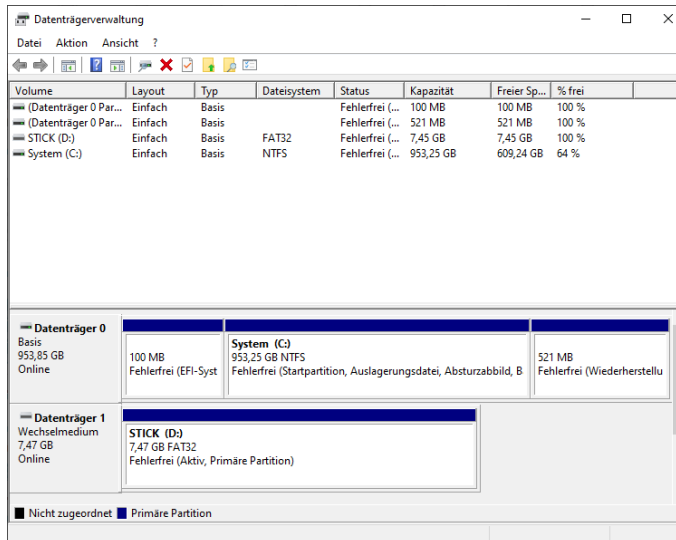 Datenträgerverwaltung
Datei Aktion Ansicht ?
Volume Layout Typ Dateisystem Status Kapazität Freier Sp... % frei
(Datenträger 0 Par... Einfach Basis Fehlerfrei (... 100 MB 100 MB 100 %
(Datenträger 0 Par... Einfach Basis Fehlerfrei (... 521 MB 521 MB 100 %
STICK (D:) Einfach Basis FAT32 Fehlerfrei (... 7,45 GB 7,45 GB 100 %
System (C:) Einfach Basis NTFS Fehlerfrei (... 953,25 GB 609,24 GB 64 %
Datenträger 0
Basis
953,85 GB
Online
100 MB
Fehlerfrei (EFI-Syst
System (C:)
953,25 GB NTFS
Fehlerfrei (Startpartition, Auslagerungsdatei, Absturzabbild, B
521 MB
Fehlerfrei (Wiederherstellu
Datenträger 1
Wechselmedium
7,47 GB
Online
STICK (D:)
7,47 GB FAT32
Fehlerfrei (Aktiv, Primäre Partition)
Nicht zugeordnet Primäre Partition